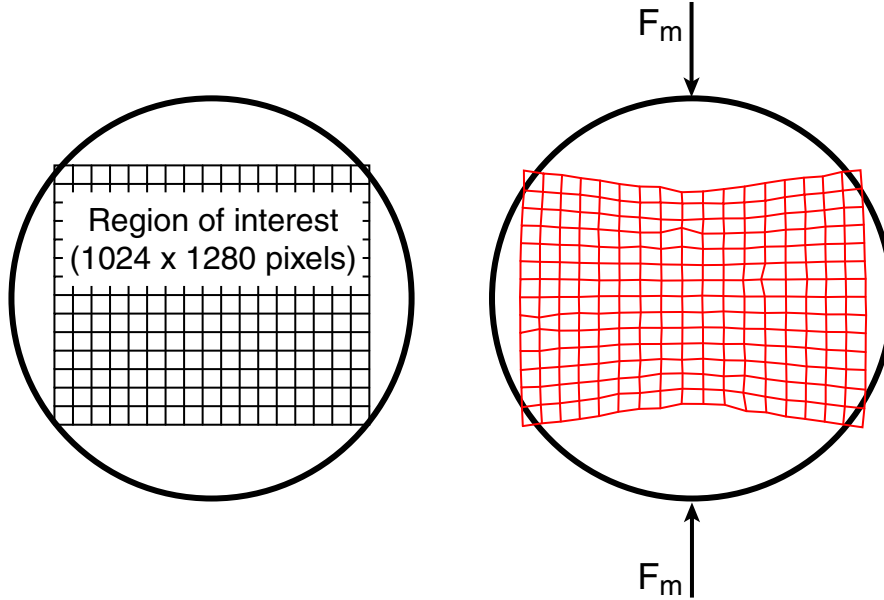 Region of interest
(1024 x 1280 pixels)
Fm
Fm